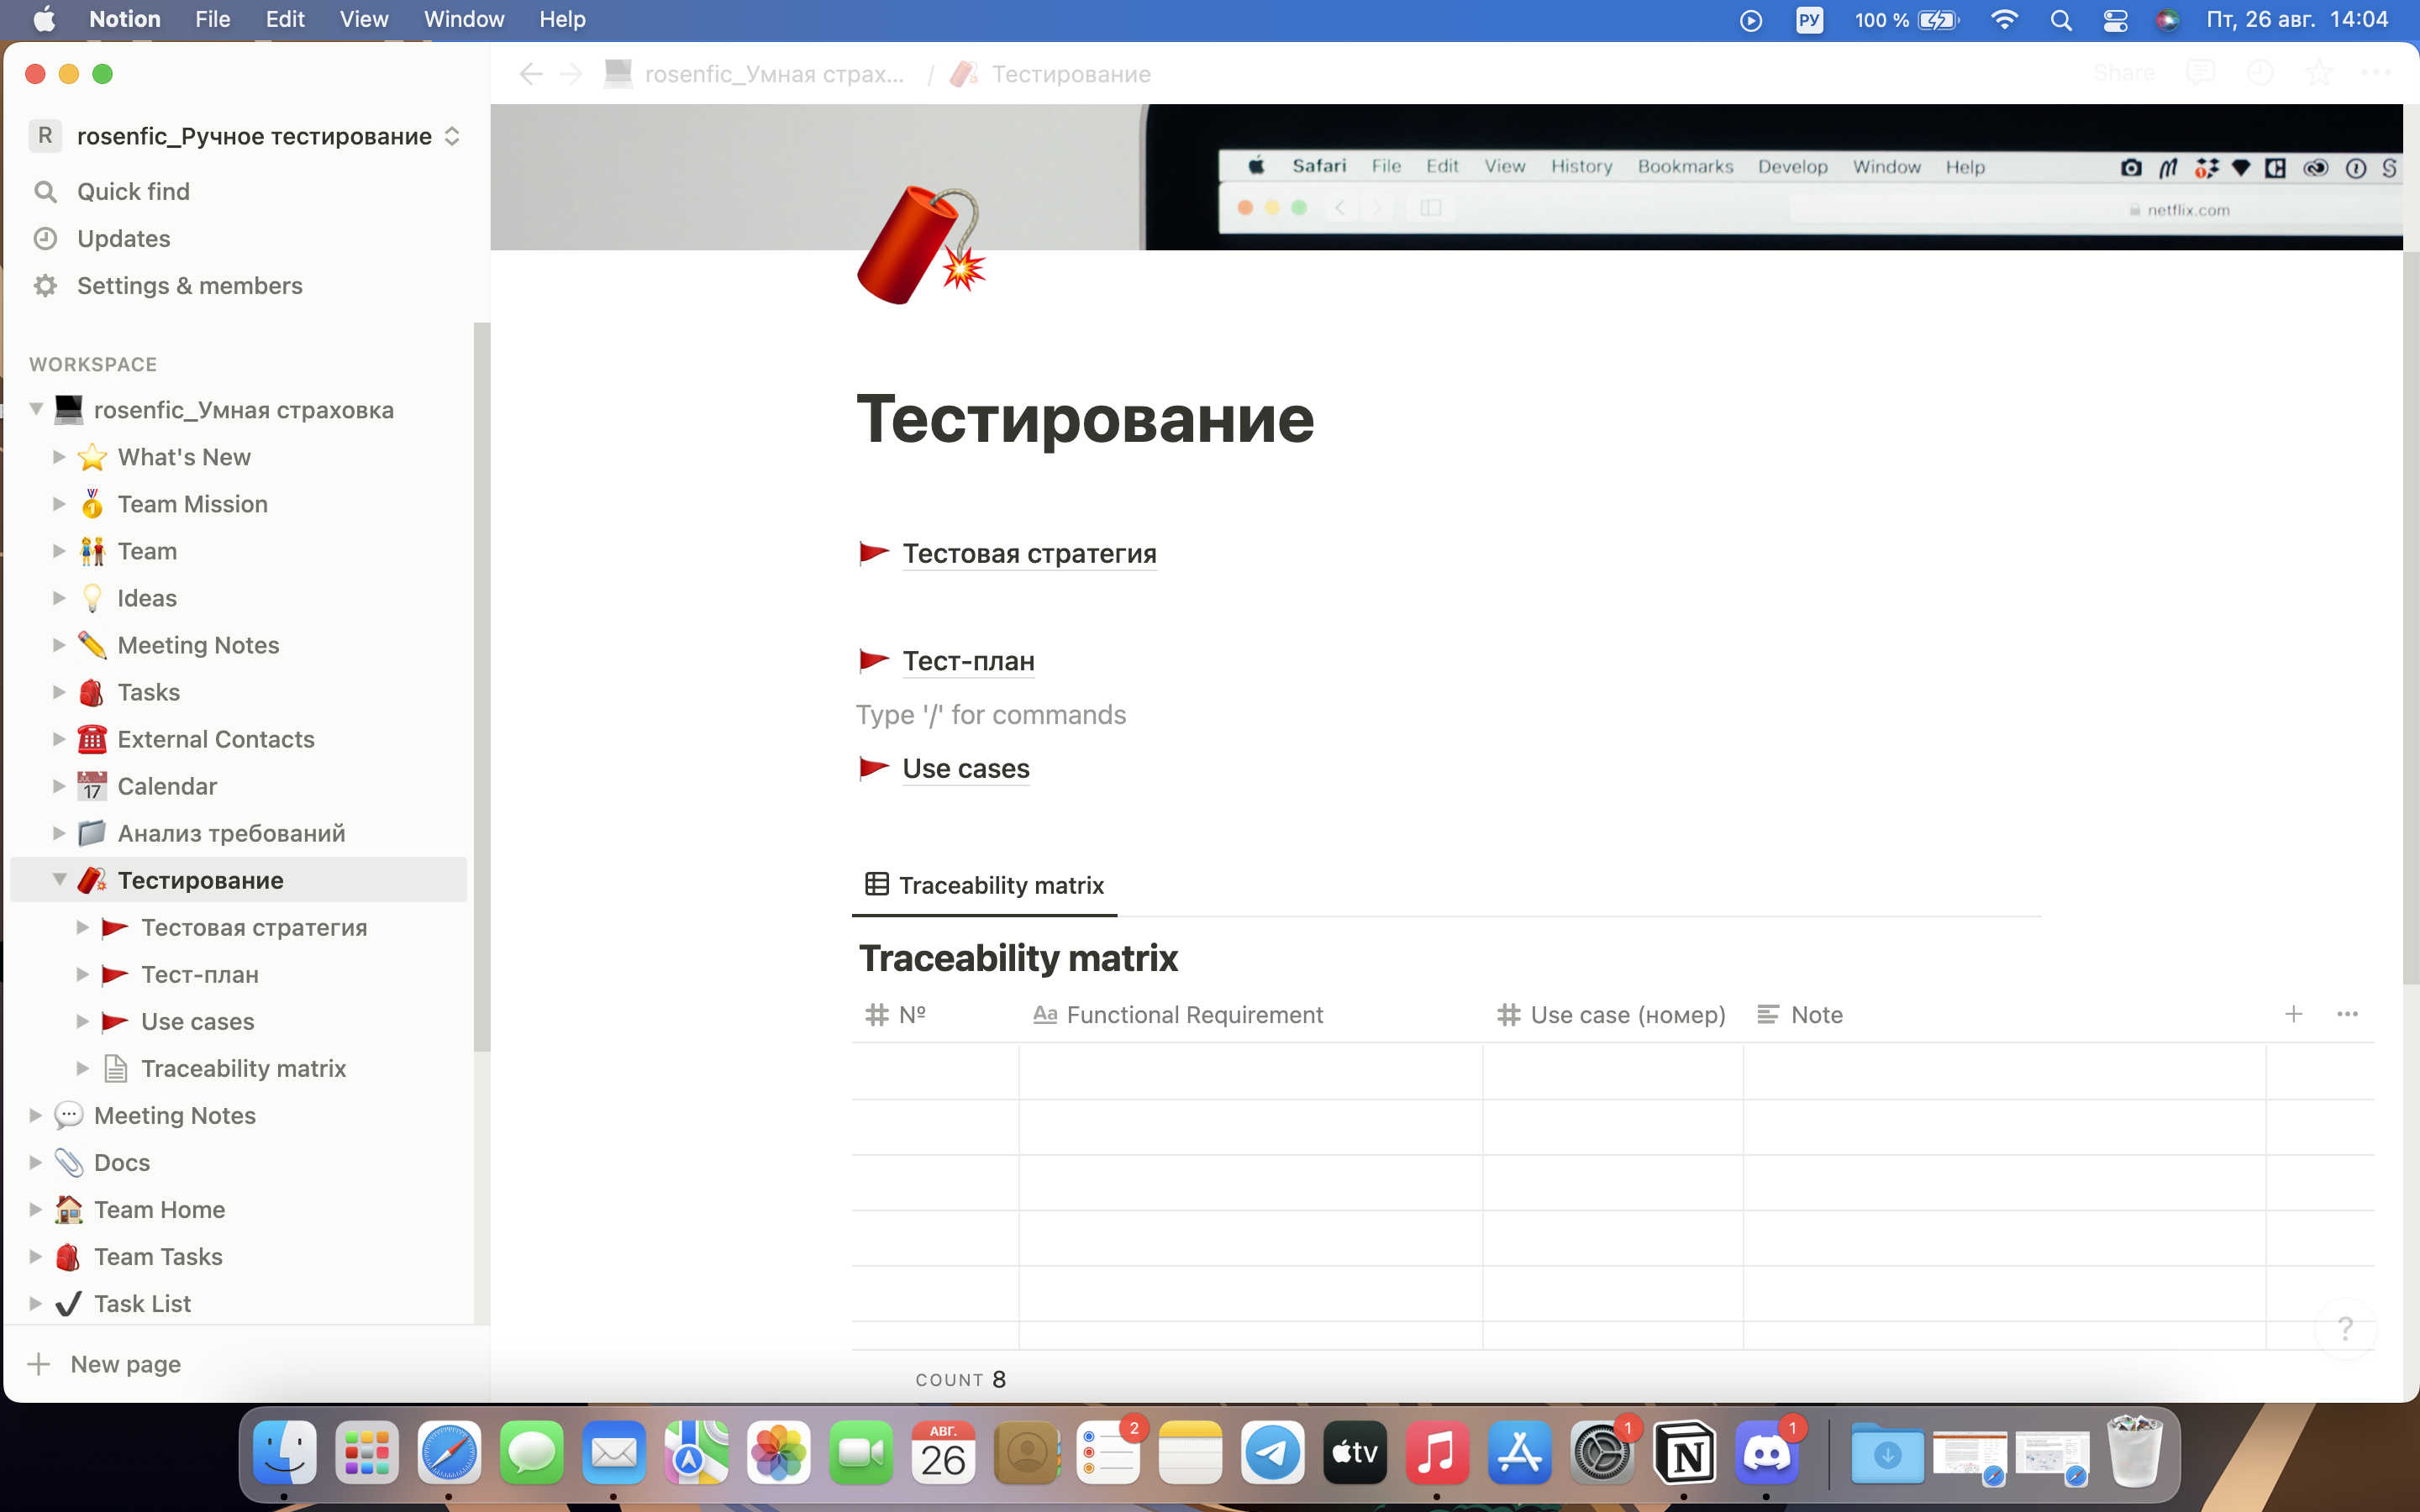 Notion File Edit View Window Help РУ 100 % Пт, 26 авг. 14:04
rosenfic_Умная страх... / Тестирование Share
R rosenfic_Ручное тестирование
Quick find
Updates
Settings & members
WORKSPACE
rosenfic_Умная страховка
What's New
Team Mission
Team
Ideas
Meeting Notes
Tasks
External Contacts
17 Calendar
Анализ требований
Тестирование
Тестовая стратегия
Тест-план
Use cases
Traceability matrix
Meeting Notes
Docs
Team Home
Team Tasks
Task List
New page
Safari File Edit View History Bookmarks Develop Window Help
netflix.com
Тестирование
Тестовая стратегия
Тест-план
Type '/' for commands
Use cases
Traceability matrix
Traceability matrix
Nº Aa Functional Requirement Use case (номер) Note
COUNT 8
?
АВГ.
26
2
tv
1
1